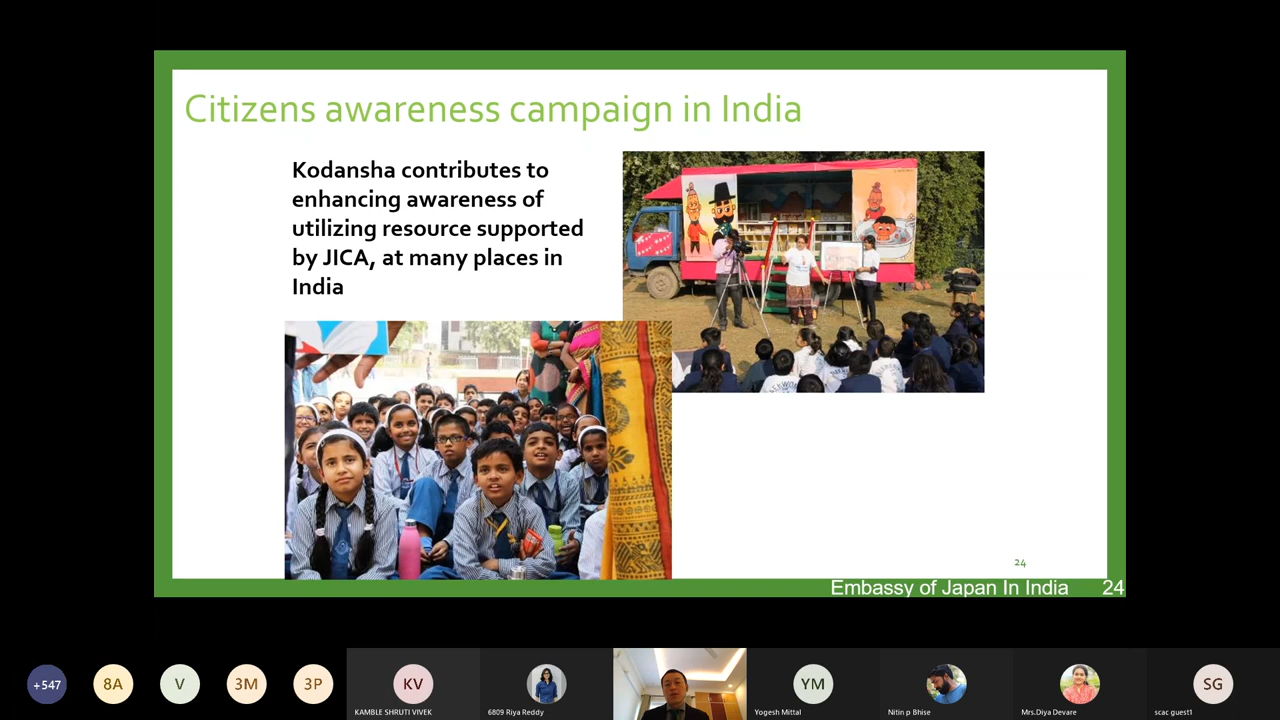 Citizens awareness campaign in India
Kodansha contributes to
enhancing awareness of
utilizing resource supported
by JICA, at many places in
India
24
Embassy of Japan In India 24
+547
8A
V
3M
3P
KV
KAMBLE SHRUTI VIVEK
6809 Riya Reddy
YM
Yogesh Mittal
Nitin p Bhise
Mrs.Diya Devare
SG
scac guest1